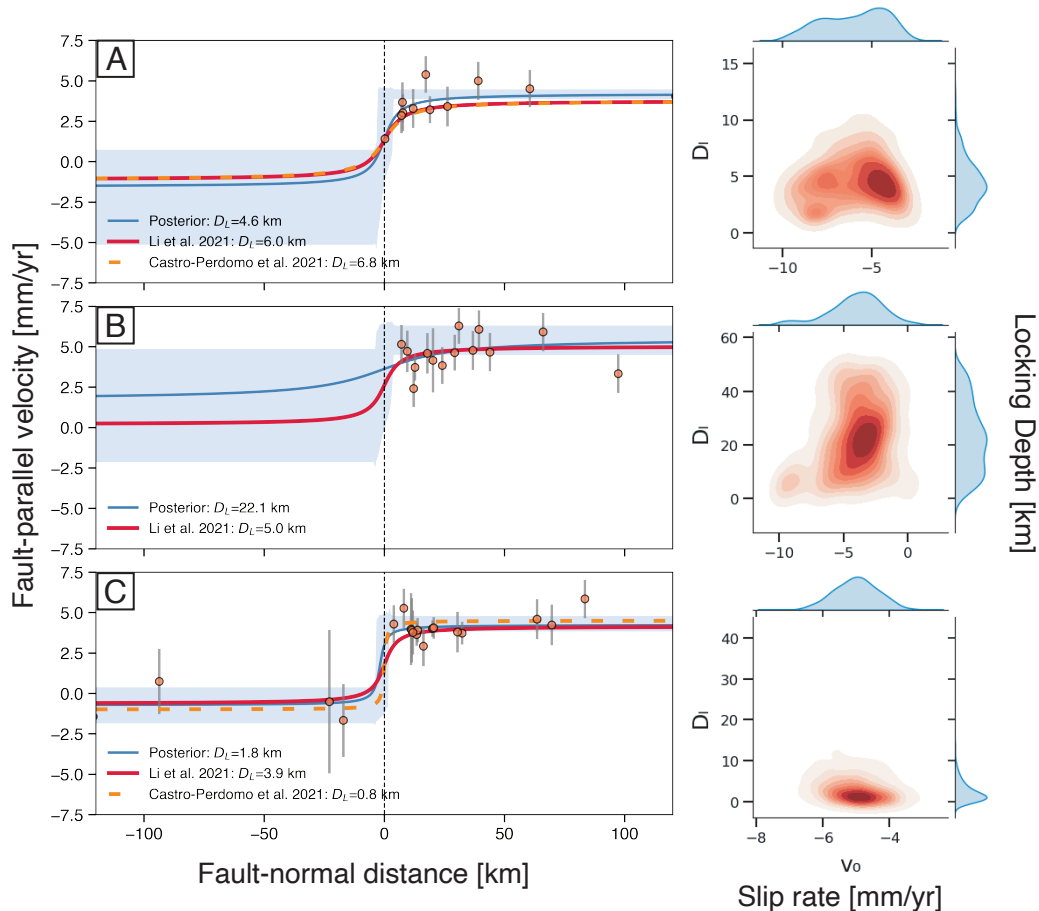 A
7.5
5.0
2.5
0.0
−2.5
−5.0
−7.5
Posterior: D_L=4.6 km
Li et al. 2021: D_L=6.0 km
Castro-Perdomo et al. 2021: D_L=6.8 km
15
10
5
0
D_l
−10
−5
B
7.5
5.0
2.5
0.0
−2.5
−5.0
−7.5
Posterior: D_L=22.1 km
Li et al. 2021: D_L=5.0 km
60
40
20
0
D_l
−10
−5
0
C
7.5
5.0
2.5
0.0
−2.5
−5.0
−7.5
Posterior: D_L=1.8 km
Li et al. 2021: D_L=3.9 km
Castro-Perdomo et al. 2021: D_L=0.8 km
−100
−50
0
50
100
40
30
20
10
0
D_l
−8
−6
−4
v₀
Fault-parallel velocity [mm/yr]
Locking Depth [km]
Fault-normal distance [km]
Slip rate [mm/yr]